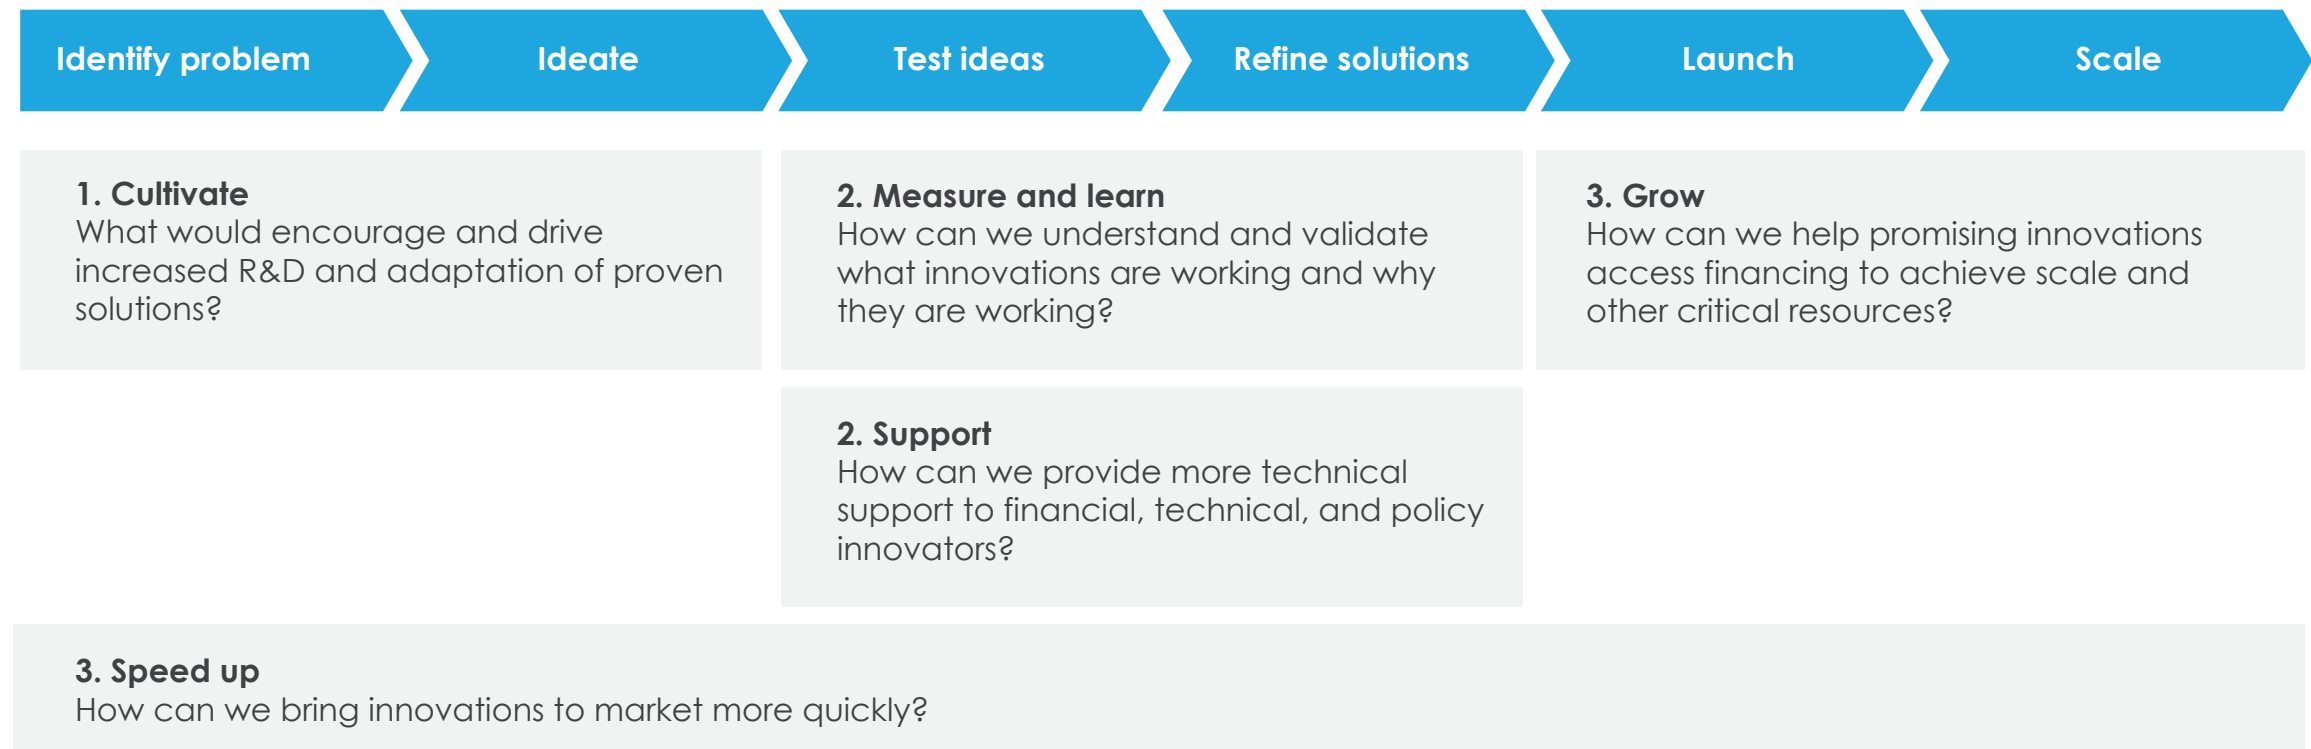 Identify problem
Ideate
Test ideas
Refine solutions
Launch
Scale
1. Cultivate
What would encourage and drive
increased R&D and adaptation of proven
solutions?
2. Measure and learn
How can we understand and validate
what innovations are working and why
they are working?
3. Grow
How can we help promising innovations
access financing to achieve scale and
other critical resources?
2. Support
How can we provide more technical
support to financial, technical, and policy
innovators?
3. Speed up
How can we bring innovations to market more quickly?